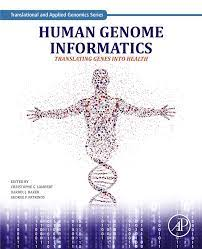 Translational and Applied Genomics Series
HUMAN GENOME
INFORMATICS
TRANSLATING GENES INTO HEALTH
EDITED BY
CHRISTOPHE G. LAMBERT
DARROL J. BAKER
GEORGE P. PATRINOS